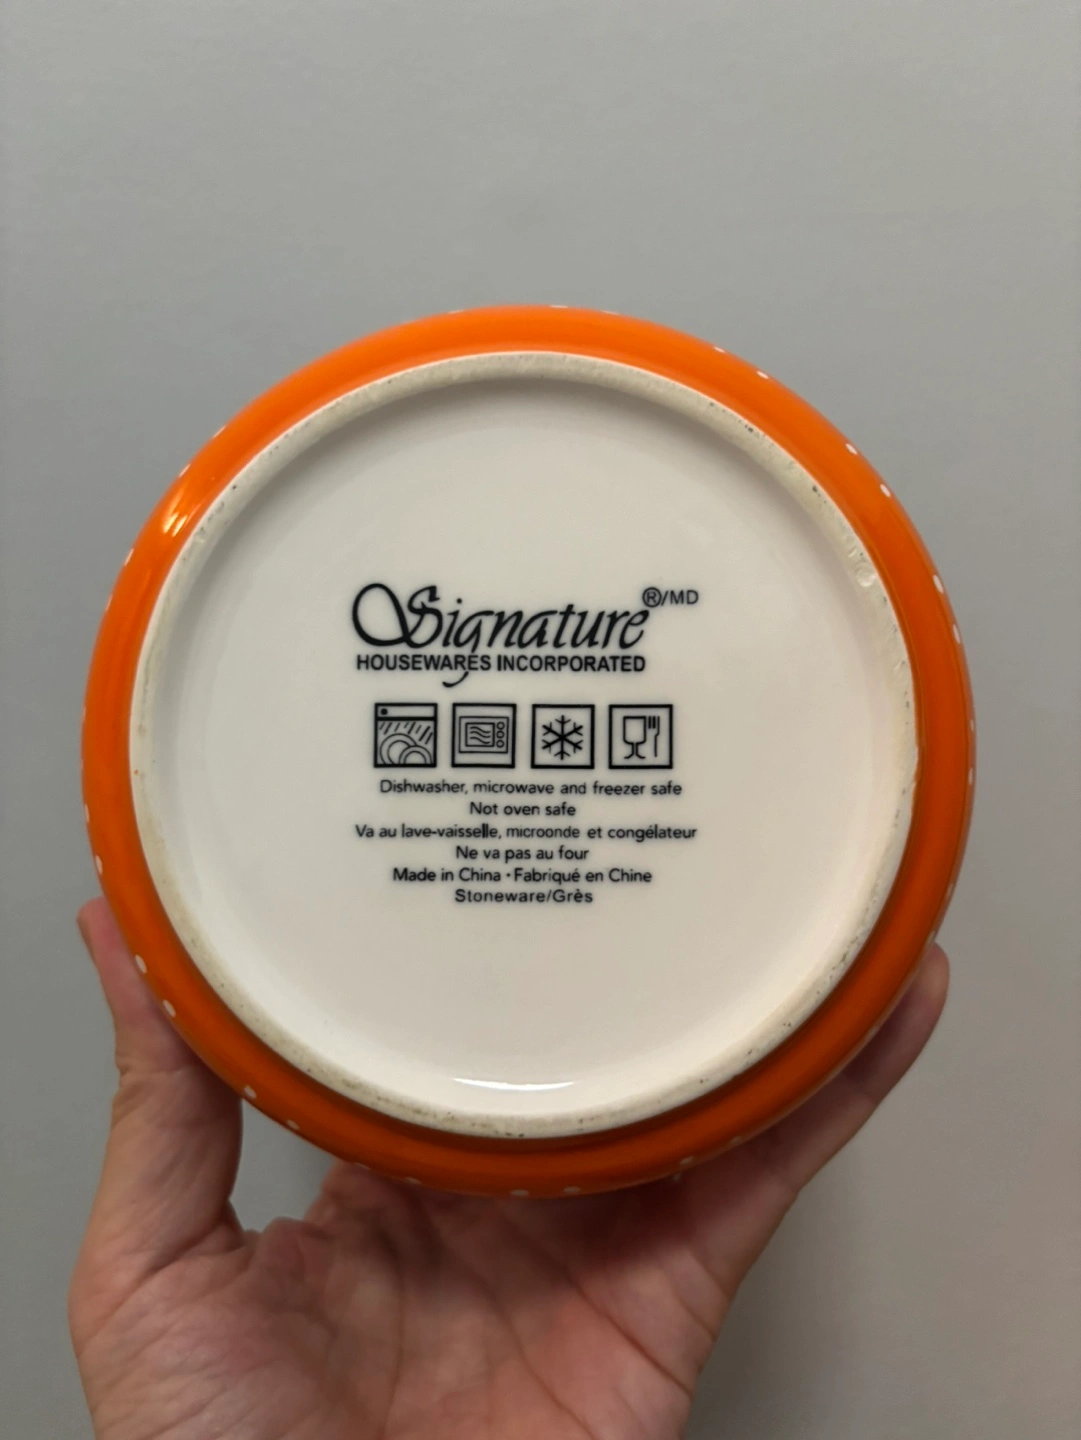 Signature®/MD
HOUSEWARES INCORPORATED
Dishwasher, microwave and freezer safe
Not oven safe
Va au lave-vaisselle, microonde et congélateur
Ne va pas au four
Made in China • Fabriqué en Chine
Stoneware/Grès